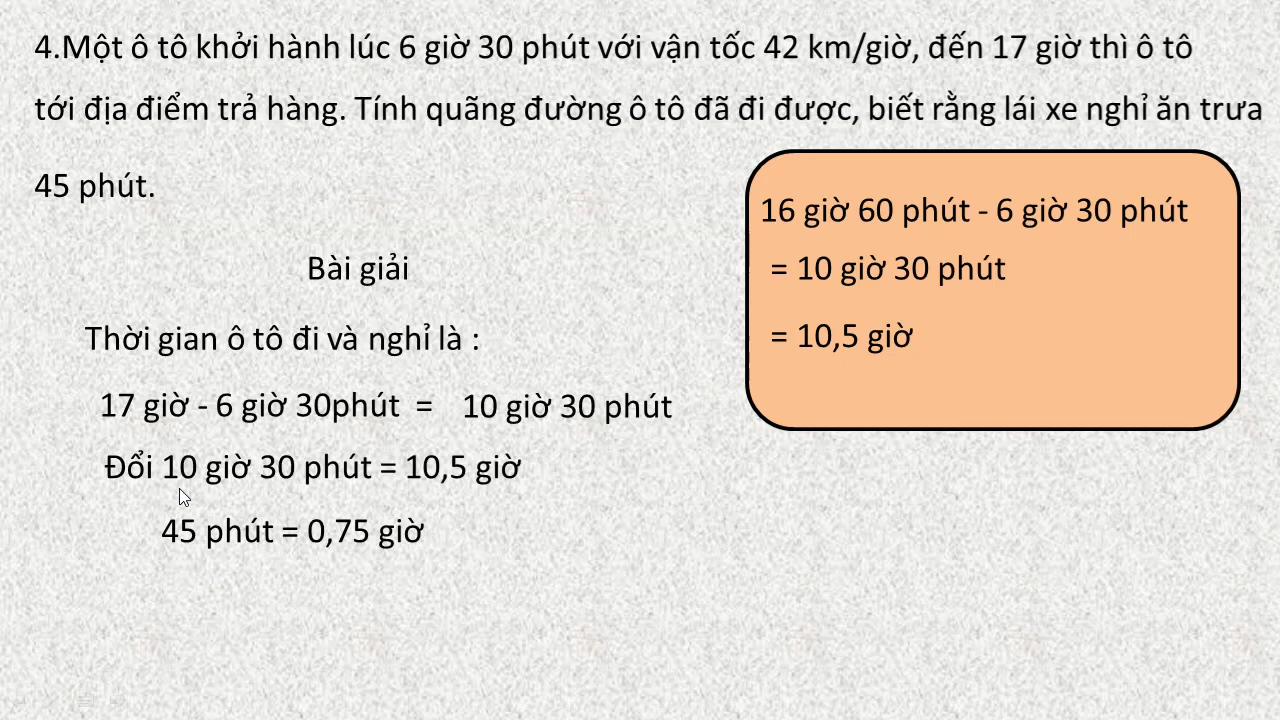 4.Một ô tô khởi hành lúc 6 giờ 30 phút với vận tốc 42 km/giờ, đến 17 giờ thì ô tô
tới địa điểm trả hàng. Tính quãng đường ô tô đã đi được, biết rằng lái xe nghỉ ăn trưa
45 phút.
Bài giải
Thời gian ô tô đi và nghỉ là :
17 giờ - 6 giờ 30phút = 10 giờ 30 phút
Đổi 10 giờ 30 phút = 10,5 giờ
45 phút = 0,75 giờ
16 giờ 60 phút - 6 giờ 30 phút
= 10 giờ 30 phút
= 10,5 giờ